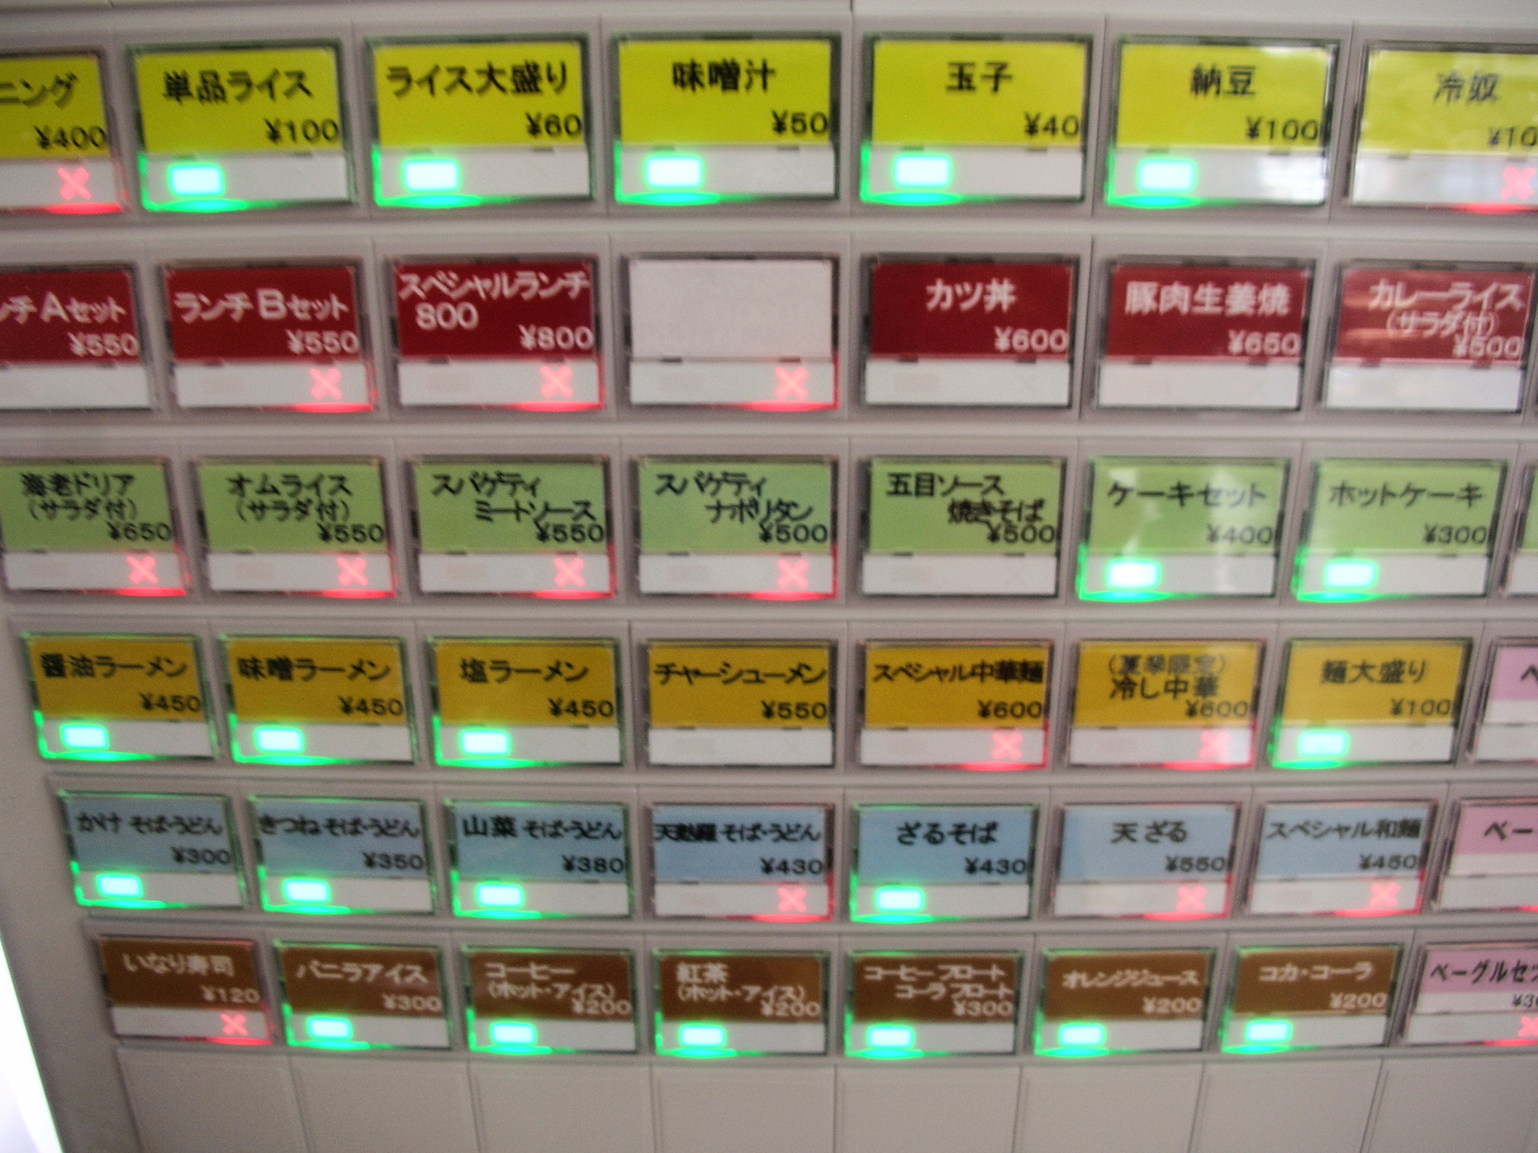 ニング
¥400
単品ライス
¥100
ライス大盛り
¥60
味噌汁
¥50
玉子
¥40
納豆
¥100
冷奴
¥10
ンチAセット
¥550
ランチBセット
¥550
スペシャルランチ
800
¥800
カツ丼
¥600
豚肉生姜焼
¥650
カレーライス
(サラダ付)
¥500
海老ドリア
(サラダ付)
¥650
オムライス
(サラダ付)
¥550
スパゲティ
ミートソース
¥550
スパゲティ
ナポリタン
¥500
五目ソース
焼きそば
¥500
ケーキセット
¥400
ホットケーキ
¥300
醤油ラーメン
¥450
味噌ラーメン
¥450
塩ラーメン
¥450
チャーシューメン
¥550
スペシャル中華麺
¥600
(夏季限定)
冷し中華
¥600
麺大盛り
¥100
かけ そば・うどん
¥300
きつね そば・うどん
¥350
山菜 そば・うどん
¥380
天麩羅 そば・うどん
¥430
ざるそば
¥430
天ざる
¥550
スペシャル和麺
¥450
ベー
いなり寿司
¥120
バニラアイス
¥300
コーヒー
(ホット・アイス)
¥200
紅茶
(ホット・アイス)
¥200
コーヒーフロート
コーラフロート
¥300
オレンジジュース
¥200
コカ・コーラ
¥200
ベーグルセッ
¥3